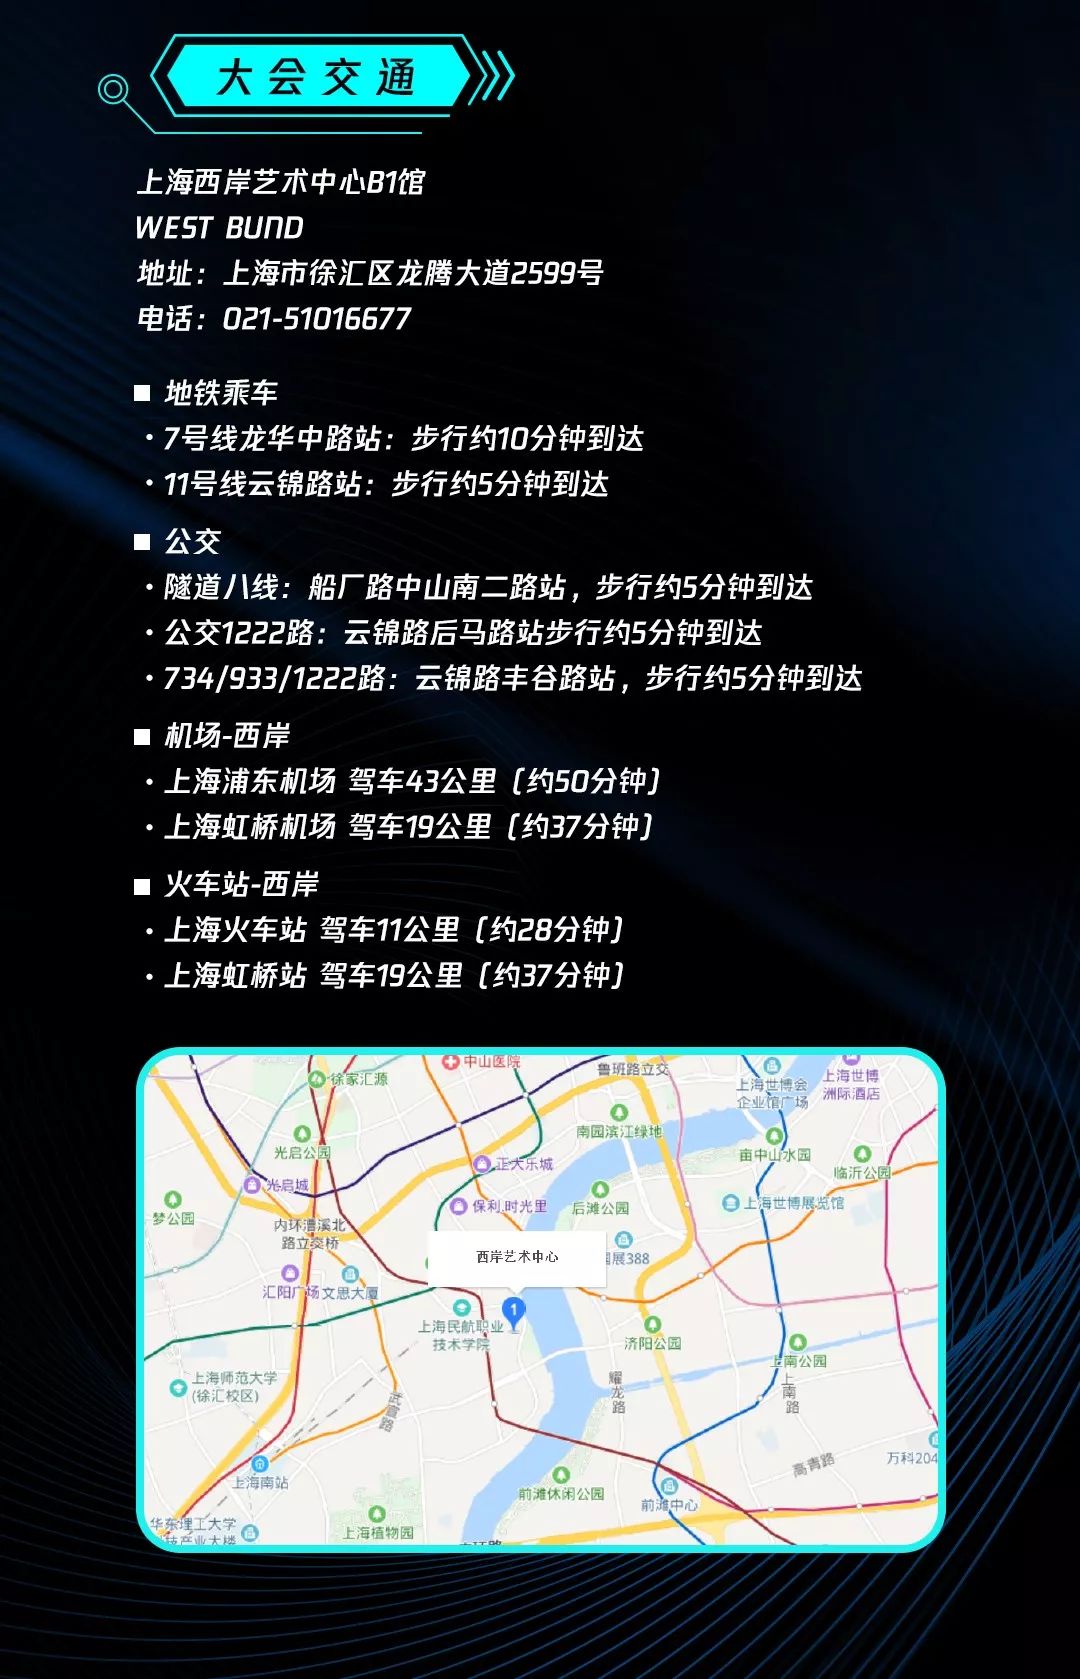 大会交通
上海西岸艺术中心B1馆
WEST BUND
地址：上海市徐汇区龙腾大道2599号
电话：021-51016677
■ 地铁乘车
·7号线龙华中路站：步行约10分钟到达
·11号线云锦路站：步行约5分钟到达
■ 公交
·隧道八线：船厂路中山南二路站，步行约5分钟到达
·公交1222路：云锦路后马路站步行约5分钟到达
·734/933/1222路：云锦路丰谷路站，步行约5分钟到达
■ 机场-西岸
·上海浦东机场 驾车43公里（约50分钟）
·上海虹桥机场 驾车19公里（约37分钟）
■ 火车站-西岸
·上海火车站 驾车11公里（约28分钟）
·上海虹桥站 驾车19公里（约37分钟）
中山医院
鲁班路立交
徐家汇源
上海世博会
企业馆广场
上海世博
洲际酒店
南园滨江绿地
光启公园
亩中山水园
临沂公园
正大乐城
光启城
保利.时光里
后滩公园
上海世博展览馆
梦公园
内环漕溪北
路立交桥
西岸艺术中心
展388
汇阳广场
文思大厦
1
上海民航职业
技术学院
济阳公园
上南公园
上海师范大学
(徐汇校区)
武宣路
耀龙路
上南路
高青路
万科204
上海南站
前滩休闲公园
前滩中心
上海植物园
华东理工大学
技产业大楼